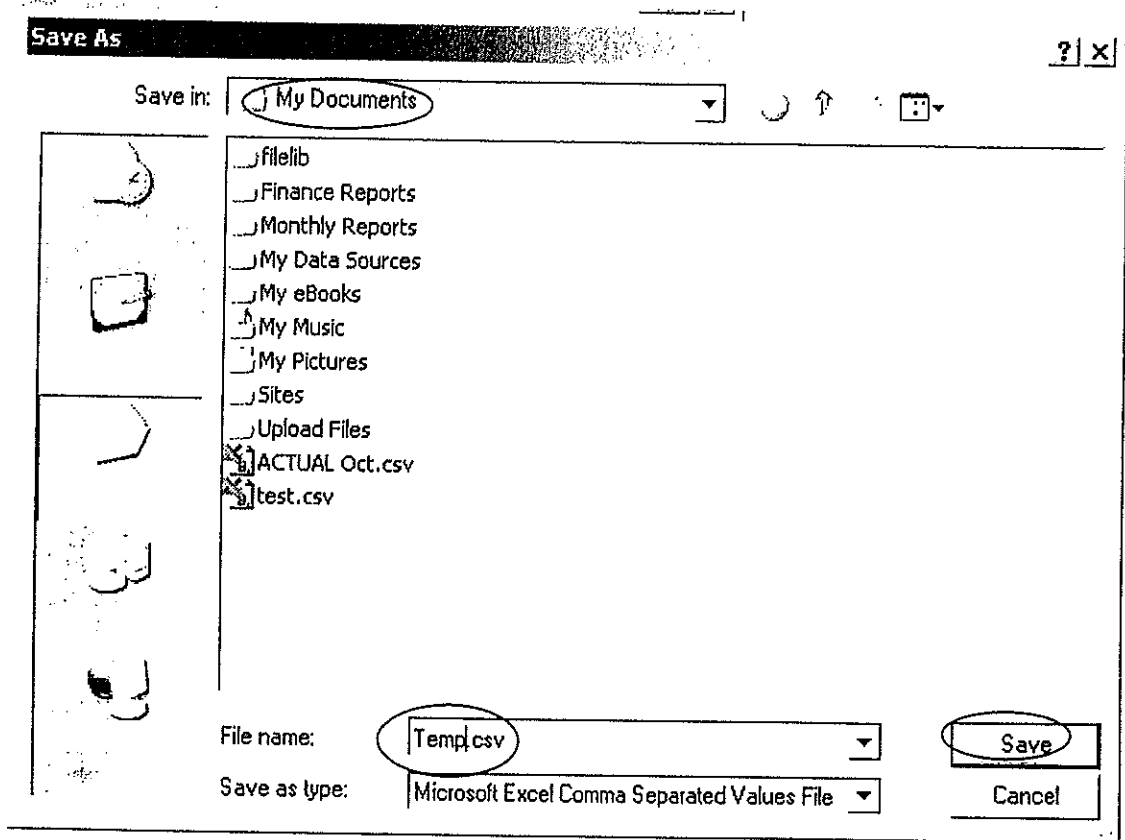 Save As
? x
Save in: My Documents
filelib
Finance Reports
Monthly Reports
My Data Sources
My eBooks
My Music
My Pictures
Sites
Upload Files
ACTUAL Oct.csv
test.csv
File name: Temp.csv
Save
Save as type: Microsoft Excel Comma Separated Values File
Cancel